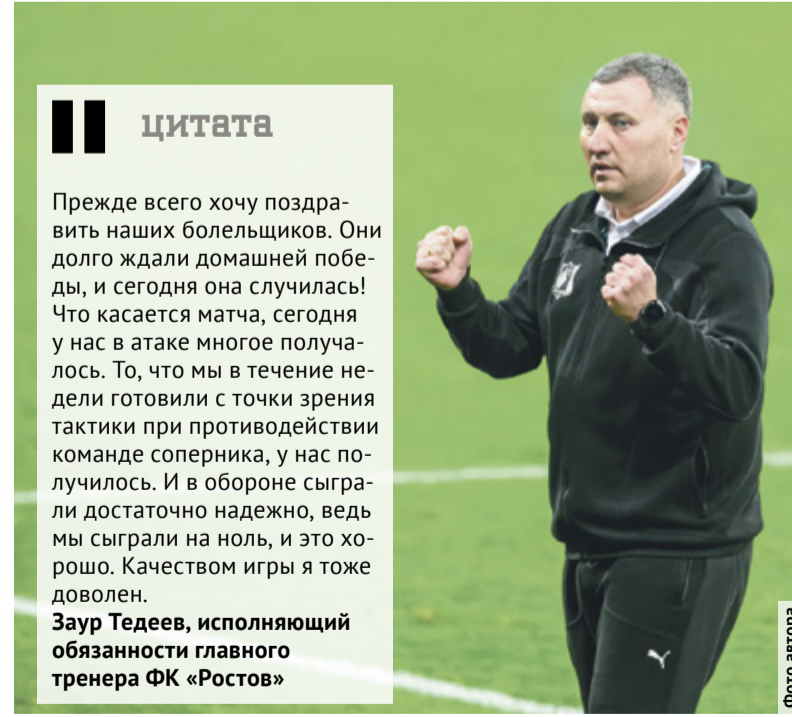 цитата
Прежде всего хочу поздра-
вить наших болельщиков. Они
долго ждали домашней побе-
ды, и сегодня она случилась!
Что касается матча, сегодня
у нас в атаке многое получа-
лось. То, что мы в течение не-
дели готовили с точки зрения
тактики при противодействии
команде соперника, у нас по-
лучилось. И в обороне сыгра-
ли достаточно надежно, ведь
мы сыграли на ноль, и это хо-
рошо. Качеством игры я тоже
доволен.
Заур Тедеев, исполняющий
обязанности главного
тренера ФК «Ростов»
Фото автора